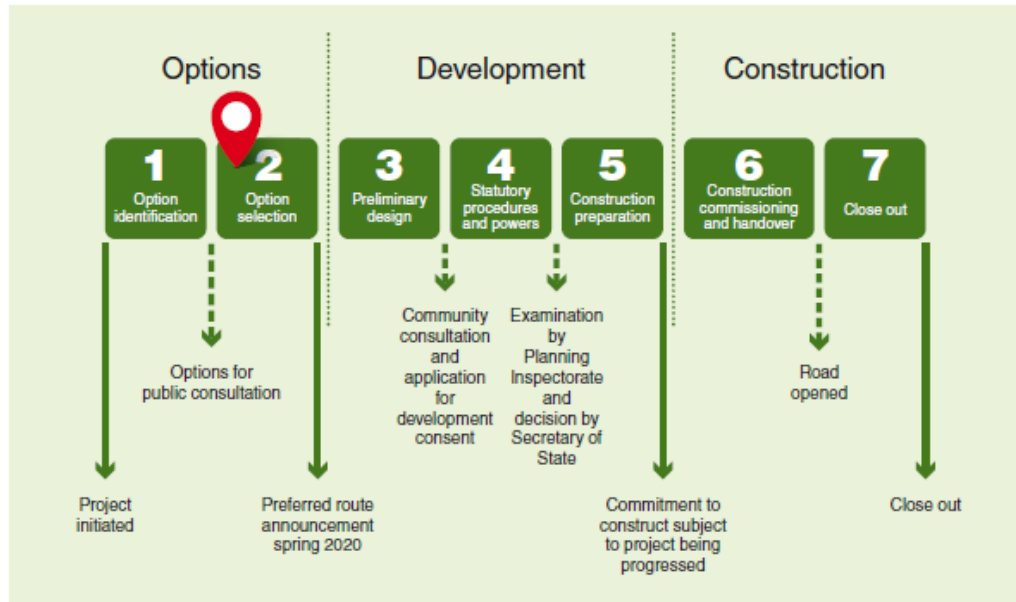 Options
Development
Construction
1
Option
identification
2
Option
selection
3
Preliminary
design
4
Statutory
procedures
and powers
5
Construction
preparation
6
Construction
commissioning
and handover
7
Close out
Options for
public consultation
Community
consultation
and
application
for
development
consent
Examination
by
Planning
Inspectorate
and
decision by
Secretary of
State
Road
opened
Project
initiated
Preferred route
announcement
spring 2020
Commitment to
construct subject
to project being
progressed
Close out